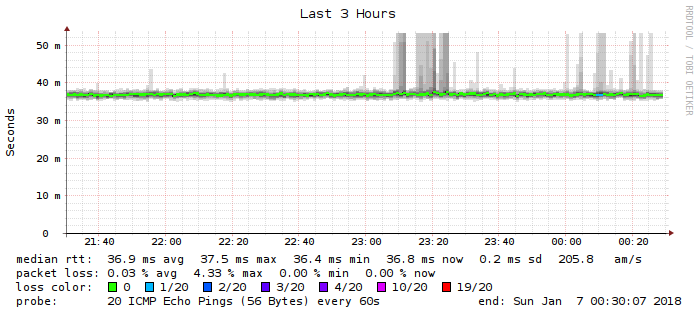 Last 3 Hours
RRDTOOL / TOBI OETIKER
Seconds
50 m
40 m
30 m
20 m
10 m
0
21:40 22:00 22:20 22:40 23:00 23:20 23:40 00:00 00:20
median rtt: 36.9 ms avg 37.5 ms max 36.4 ms min 36.8 ms now 0.2 ms sd 205.8 am/s
packet loss: 0.03 % avg 4.33 % max 0.00 % min 0.00 % now
loss color: 0 1/20 2/20 3/20 4/20 10/20 19/20
probe: 20 ICMP Echo Pings (56 Bytes) every 60s end: Sun Jan 7 00:30:07 2018